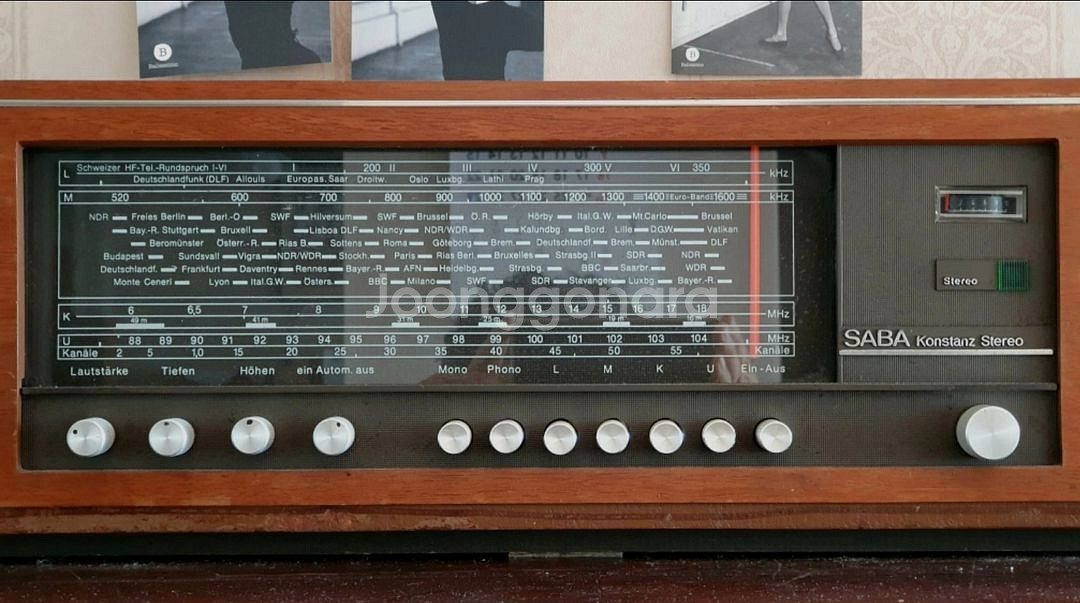 B
B
Schweizer HF-Tel.-Rundspruch I-VI I 200 II III IV 300 V VI 350
L kHz
Deutschlandfunk (DLF) Allouis Europas. Saar Droitw. Oslo Luxbg. Lathi Prag
M 520 600 700 800 900 1000 1100 1200 1300 1400 Euro-Band 1600 kHz
NDR Freies Berlin Berl.-O SWF Hilversum SWF Brussel Ö.R. Hörby Ital.G.W. Mt.Carlo Brussel
Bay.-R. Stuttgart Bruxell Lisboa DLF Nancy NDR/WDR Kalundbg. Bord. Lille D.G.W. Vatikan
Beromünster Österr.-R. Rias B. Sottens Roma Göteborg Brem. Deutschlandf. Brem. Münst. DLF
Budapest Sundsvall Vigra NDR/WDR Stockh. Paris Rias Berl. Bruxelles Strasbg.II SDR NDR
Deutschlandf. Frankfurt Daventry Rennes Bayer.-R. AFN Heidelbg. Strasbg. BBC Saarbr. WDR
Monte Ceneri Lyon Ital.G.W. Östers. BBC Milano SWF SDR Stavanger Luxbg. Bayer.-R.
Joonggonara
K 6 6,5 7 8 9 10 11 12 13 14 15 16 17 18 MHz
49 m 41 m 31 m 25 m 19 m 16 m
U 88 89 90 91 92 93 94 95 96 97 98 99 100 101 102 103 104 MHz
Kanäle 2 5 10 15 20 25 30 35 40 45 50 55 Kanäle
Lautstärke Tiefen Höhen ein Autom. aus Mono Phono L M K U Ein-Aus
Stereo
SABA Konstanz Stereo